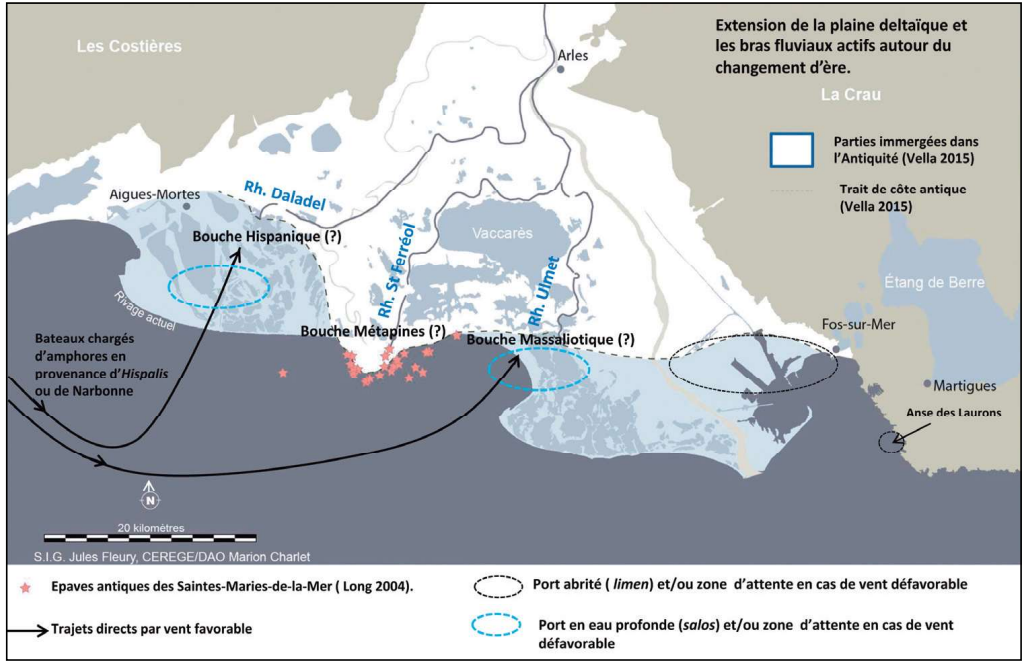 Extension de la plaine deltaïque et
les bras fluviaux actifs autour du
changement d'ère.
Les Costières
Arles
La Crau
Parties immergées dans
l'Antiquité (Vella 2015)
Trait de côte antique
(Vella 2015)
Aigues-Mortes
Rh. Daladel
Bouche Hispanique (?)
Rh. St Ferréol
Vaccarès
Rh. Ulmet
Étang de Berre
Rivage actuel
Bouche Métapines (?)
Bouche Massaliotique (?)
Fos-sur-Mer
Bateaux chargés
d'amphores en
provenance d'Hispalis
ou de Narbonne
Martigues
Anse des Laurons
N
20 kilomètres
S.I.G. Jules Fleury, CEREGE/DAO Marion Charlet
Epaves antiques des Saintes-Maries-de-la-Mer ( Long 2004).
Port abrité ( limen) et/ou zone d'attente en cas de vent défavorable
Trajets directs par vent favorable
Port en eau profonde (salos) et/ou zone d'attente en cas de vent
défavorable